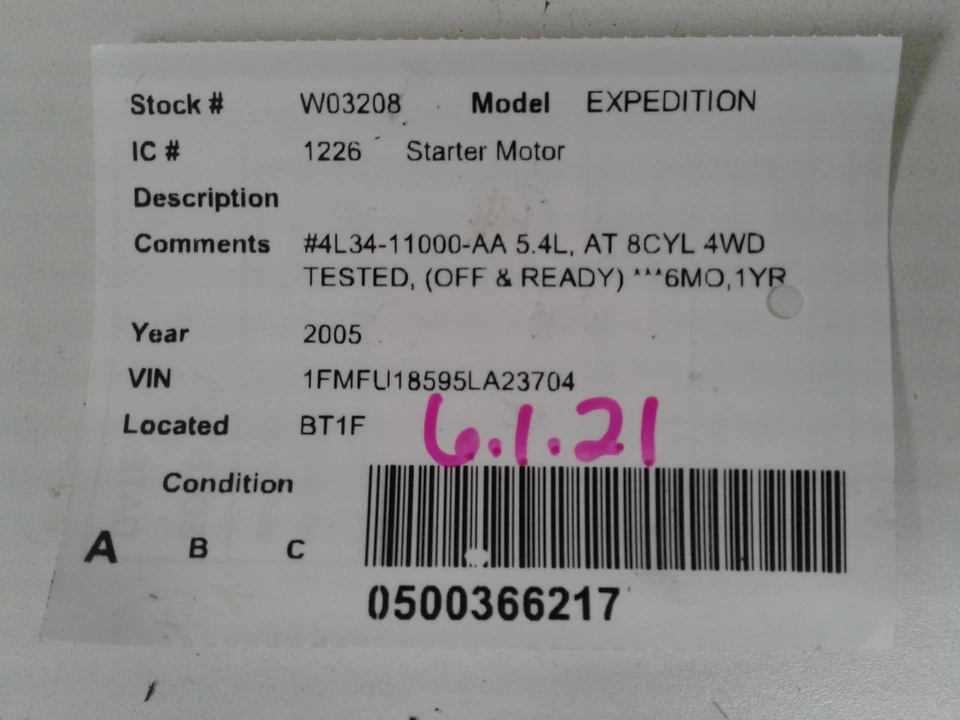 Stock # W03208 Model EXPEDITION
IC # 1226 Starter Motor
Description
Comments #4L34-11000-AA 5.4L, AT 8CYL 4WD
TESTED, (OFF & READY) ***6MO,1YR
Year 2005
VIN 1FMFU18595LA23704
Located BT1F
6.1.21
Condition
A B C
0500366217